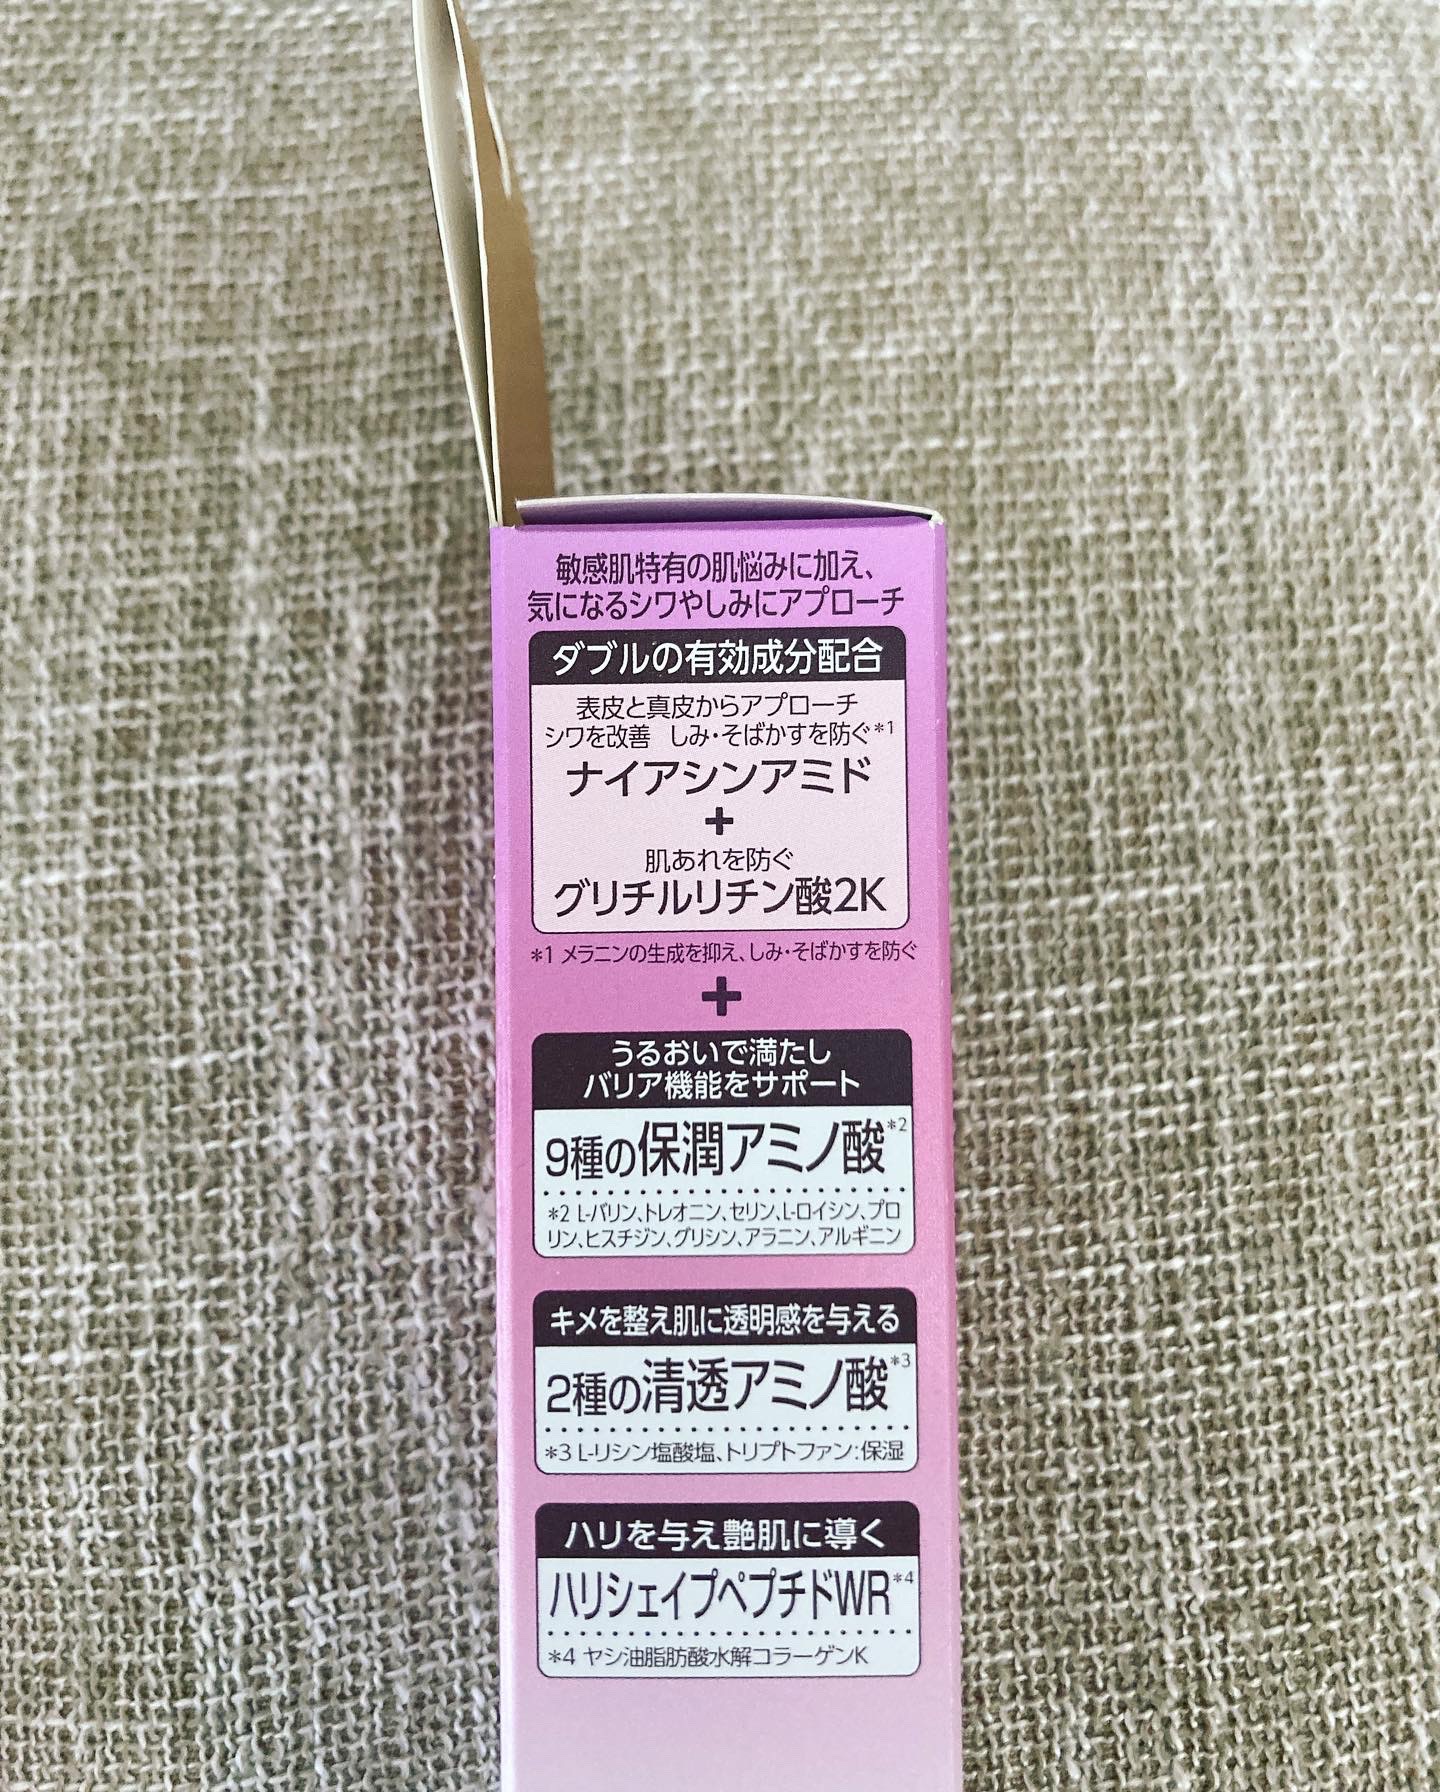 敏感肌特有の肌悩みに加え、
気になるシワやしみにアプローチ
ダブルの有効成分配合
表皮と真皮からアプローチ
シワを改善 しみ・そばかすを防ぐ*1
ナイアシンアミド
+
肌あれを防ぐ
グリチルリチン酸2K
*1 メラニンの生成を抑え、しみ・そばかすを防ぐ
+
うるおいで満たし
バリア機能をサポート
9種の保潤アミノ酸*2
*2 L-バリン、トレオニン、セリン、L-ロイシン、プロ
リン、ヒスチジン、グリシン、アラニン、アルギニン
キメを整え肌に透明感を与える
2種の清透アミノ酸*3
*3 L-リシン塩酸塩、トリプトファン：保湿
ハリを与え艶肌に導く
ハリシェイプペプチドWR*4
*4 ヤシ油脂肪酸水解コラーゲンK